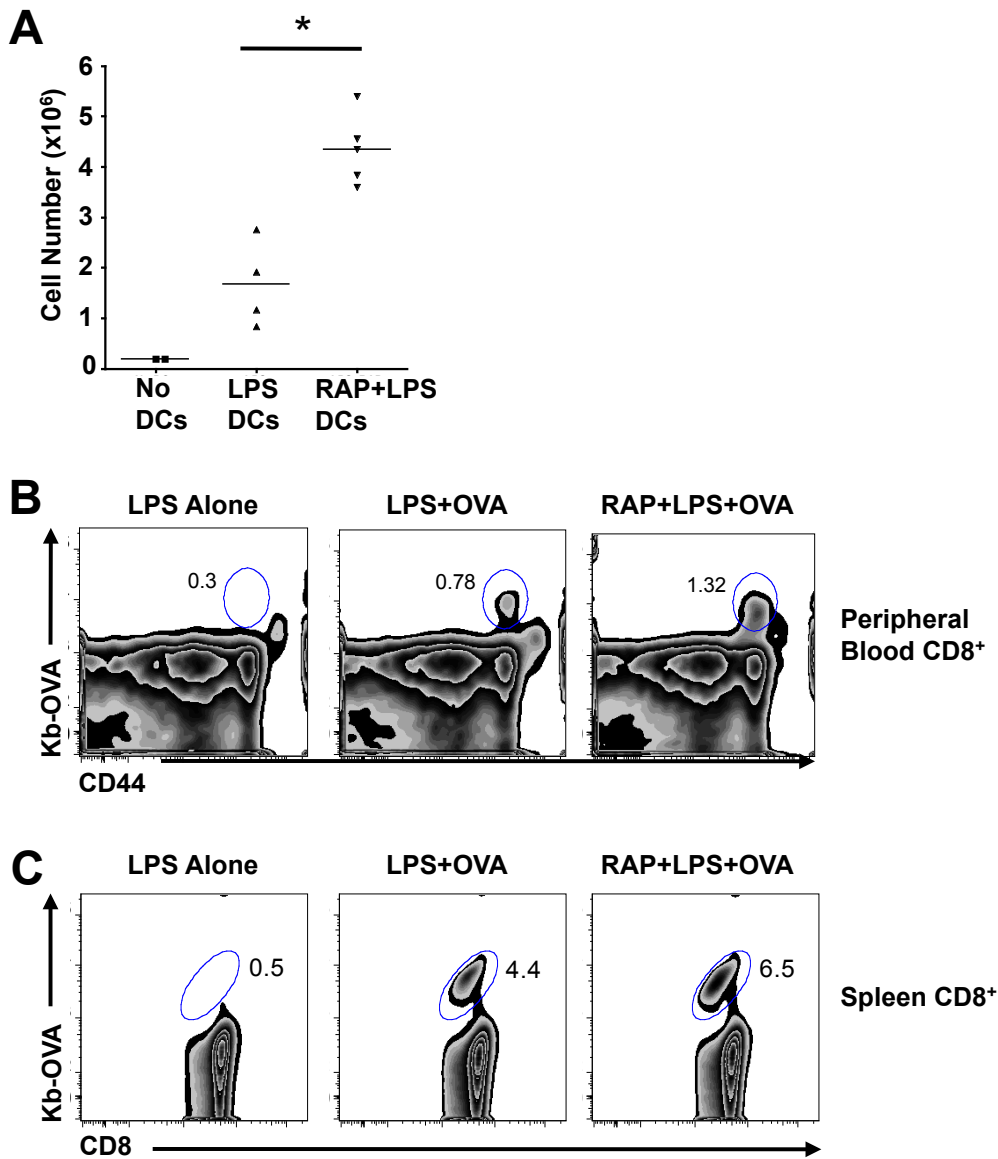 A
*
Cell Number (x10⁶)
6
5
4
3
2
1
0
No DCs
LPS DCs
RAP+LPS DCs
B
LPS Alone
LPS+OVA
RAP+LPS+OVA
0.3
0.78
1.32
Kb-OVA
CD44
Peripheral
Blood CD8⁺
C
LPS Alone
LPS+OVA
RAP+LPS+OVA
0.5
4.4
6.5
Kb-OVA
CD8
Spleen CD8⁺